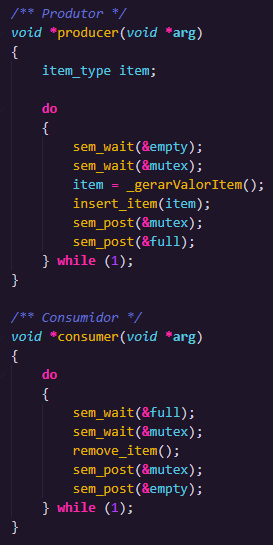 /** Produtor */
void *producer(void *arg)
{
    item_type item;

    do
    {
        sem_wait(&empty);
        sem_wait(&mutex);
        item = _gerarValorItem();
        insert_item(item);
        sem_post(&mutex);
        sem_post(&full);
    } while (1);
}

/** Consumidor */
void *consumer(void *arg)
{
    do
    {
        sem_wait(&full);
        sem_wait(&mutex);
        remove_item();
        sem_post(&mutex);
        sem_post(&empty);
    } while (1);
}